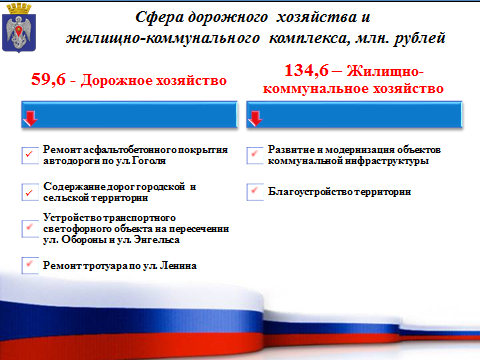 Сфера дорожного хозяйства и
жилищно-коммунального комплекса, млн. рублей
59,6 - Дорожное хозяйство
Ремонт асфальтобетонного покрытия
автодороги по ул. Гоголя
Содержание дорог городской и
сельской территории
Устройство транспортного
светофорного объекта на пересечении
ул. Обороны и ул. Энгельса
Ремонт тротуара по ул. Ленина
134,6 – Жилищно-
коммунальное хозяйство
Развитие и модернизация объектов
коммунальной инфраструктуры
Благоустройство территории